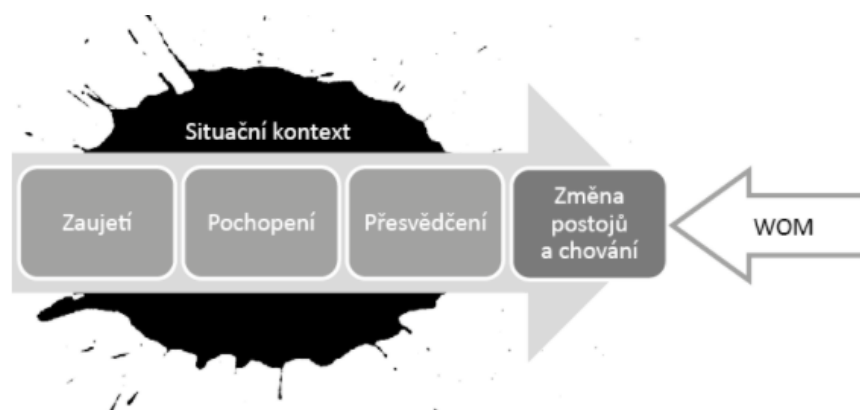 Situační kontext
Zaujetí
Pochopení
Přesvědčení
Změna
postojů
a chování
WOM